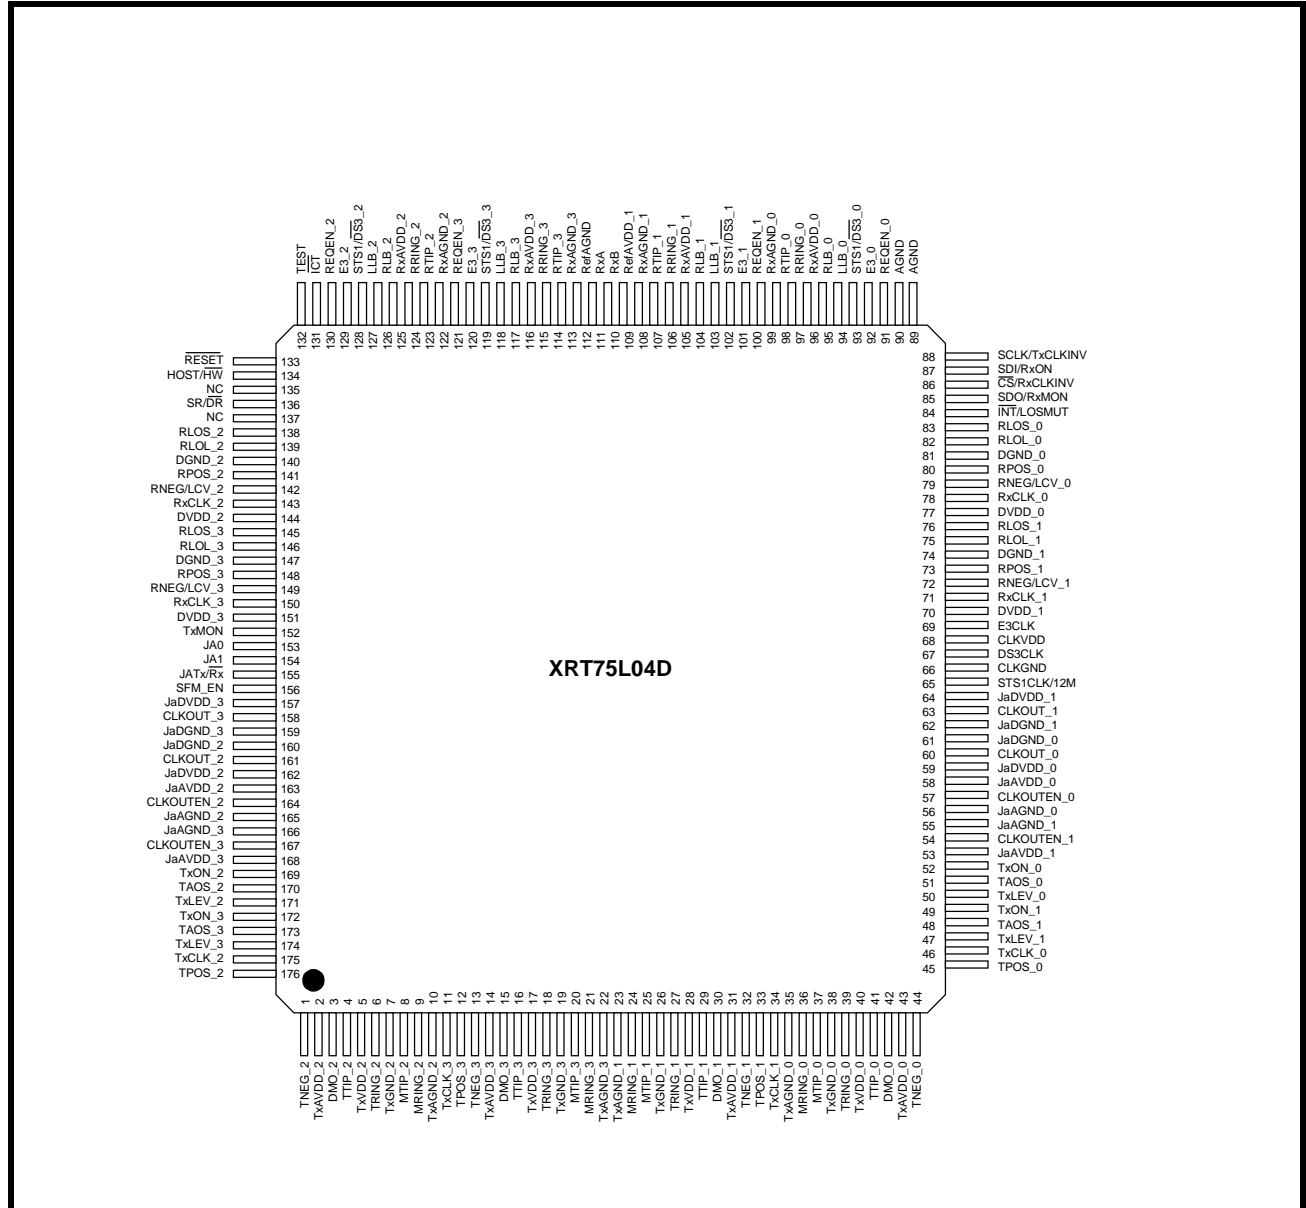 TEST
ICT
REQEN_2
E3_2
STS1/DS3_2
LLB_2
RLB_2
RxAVDD_2
RRING_2
RTIP_2
RxAGND_2
REQEN_3
E3_3
STS1/DS3_3
LLB_3
RLB_3
RxAVDD_3
RRING_3
RTIP_3
RxAGND_3
RefAGND
RxA
RxB
RefAVDD_1
RxAGND_1
RTIP_1
RRING_1
RxAVDD_1
RLB_1
LLB_1
STS1/DS3_1
E3_1
REQEN_1
RxAGND_0
RTIP_0
RRING_0
RxAVDD_0
RLB_0
LLB_0
STS1/DS3_0
E3_0
REQEN_0
AGND
AGND
132
131
130
129
128
127
126
125
124
123
122
121
120
119
118
117
116
115
114
113
112
111
110
109
108
107
106
105
104
103
102
101
100
99
98
97
96
95
94
93
92
91
90
89
RESET 133
HOST/HW 134
NC 135
SR/DR 136
NC 137
RLOS_2 138
RLOL_2 139
DGND_2 140
RPOS_2 141
RNEG/LCV_2 142
RxCLK_2 143
DVDD_2 144
RLOS_3 145
RLOL_3 146
DGND_3 147
RPOS_3 148
RNEG/LCV_3 149
RxCLK_3 150
DVDD_3 151
TxMON 152
JA0 153
JA1 154
JATx/Rx 155
SFM_EN 156
JaDVDD_3 157
CLKOUT_3 158
JaDGND_3 159
JaDGND_2 160
CLKOUT_2 161
JaDVDD_2 162
JaAVDD_2 163
CLKOUTEN_2 164
JaAGND_2 165
JaAGND_3 166
CLKOUTEN_3 167
JaAVDD_3 168
TxON_2 169
TAOS_2 170
TxLEV_2 171
TxON_3 172
TAOS_3 173
TxLEV_3 174
TxCLK_2 175
TPOS_2 176
XRT75L04D
88 SCLK/TxCLKINV
87 SDI/RxON
86 CS/RxCLKINV
85 SDO/RxMON
84 INT/LOSMUT
83 RLOS_0
82 RLOL_0
81 DGND_0
80 RPOS_0
79 RNEG/LCV_0
78 RxCLK_0
77 DVDD_0
76 RLOS_1
75 RLOL_1
74 DGND_1
73 RPOS_1
72 RNEG/LCV_1
71 RxCLK_1
70 DVDD_1
69 E3CLK
68 CLKVDD
67 DS3CLK
66 CLKGND
65 STS1CLK/12M
64 JaDVDD_1
63 CLKOUT_1
62 JaDGND_1
61 JaDGND_0
60 CLKOUT_0
59 JaDVDD_0
58 JaAVDD_0
57 CLKOUTEN_0
56 JaAGND_0
55 JaAGND_1
54 CLKOUTEN_1
53 JaAVDD_1
52 TxON_0
51 TAOS_0
50 TxLEV_0
49 TxON_1
48 TAOS_1
47 TxLEV_1
46 TxCLK_0
45 TPOS_0
1
2
3
4
5
6
7
8
9
10
11
12
13
14
15
16
17
18
19
20
21
22
23
24
25
26
27
28
29
30
31
32
33
34
35
36
37
38
39
40
41
42
43
44
TNEG_2
TxAVDD_2
DMO_2
TTIP_2
TxVDD_2
TRING_2
TxGND_2
MTIP_2
MRING_2
TxAGND_2
TxCLK_3
TPOS_3
TNEG_3
TxAVDD_3
DMO_3
TTIP_3
TxVDD_3
TRING_3
TxGND_3
MTIP_3
MRING_3
TxAGND_3
TxAGND_1
MRING_1
MTIP_1
TxGND_1
TRING_1
TxVDD_1
TTIP_1
DMO_1
TxAVDD_1
TNEG_1
TPOS_1
TxCLK_1
TxAGND_0
MRING_0
MTIP_0
TxGND_0
TRING_0
TxVDD_0
TTIP_0
DMO_0
TxAVDD_0
TNEG_0